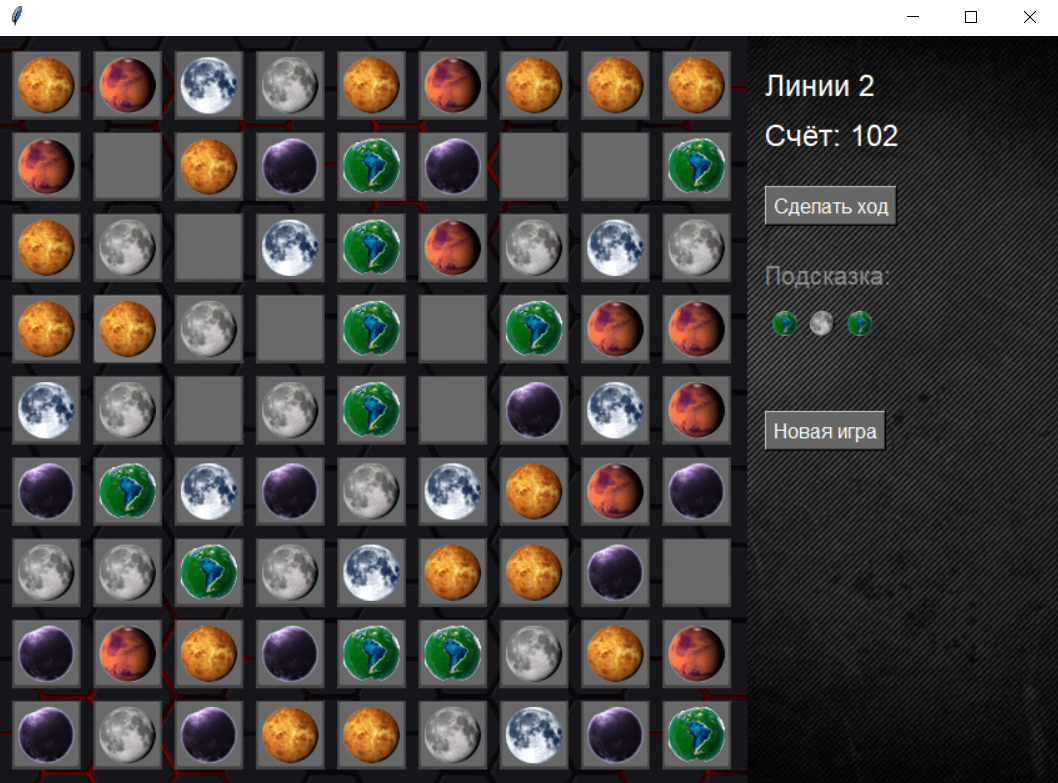 Линии 2
Счёт: 102
Сделать ход
Подсказка:
Новая игра